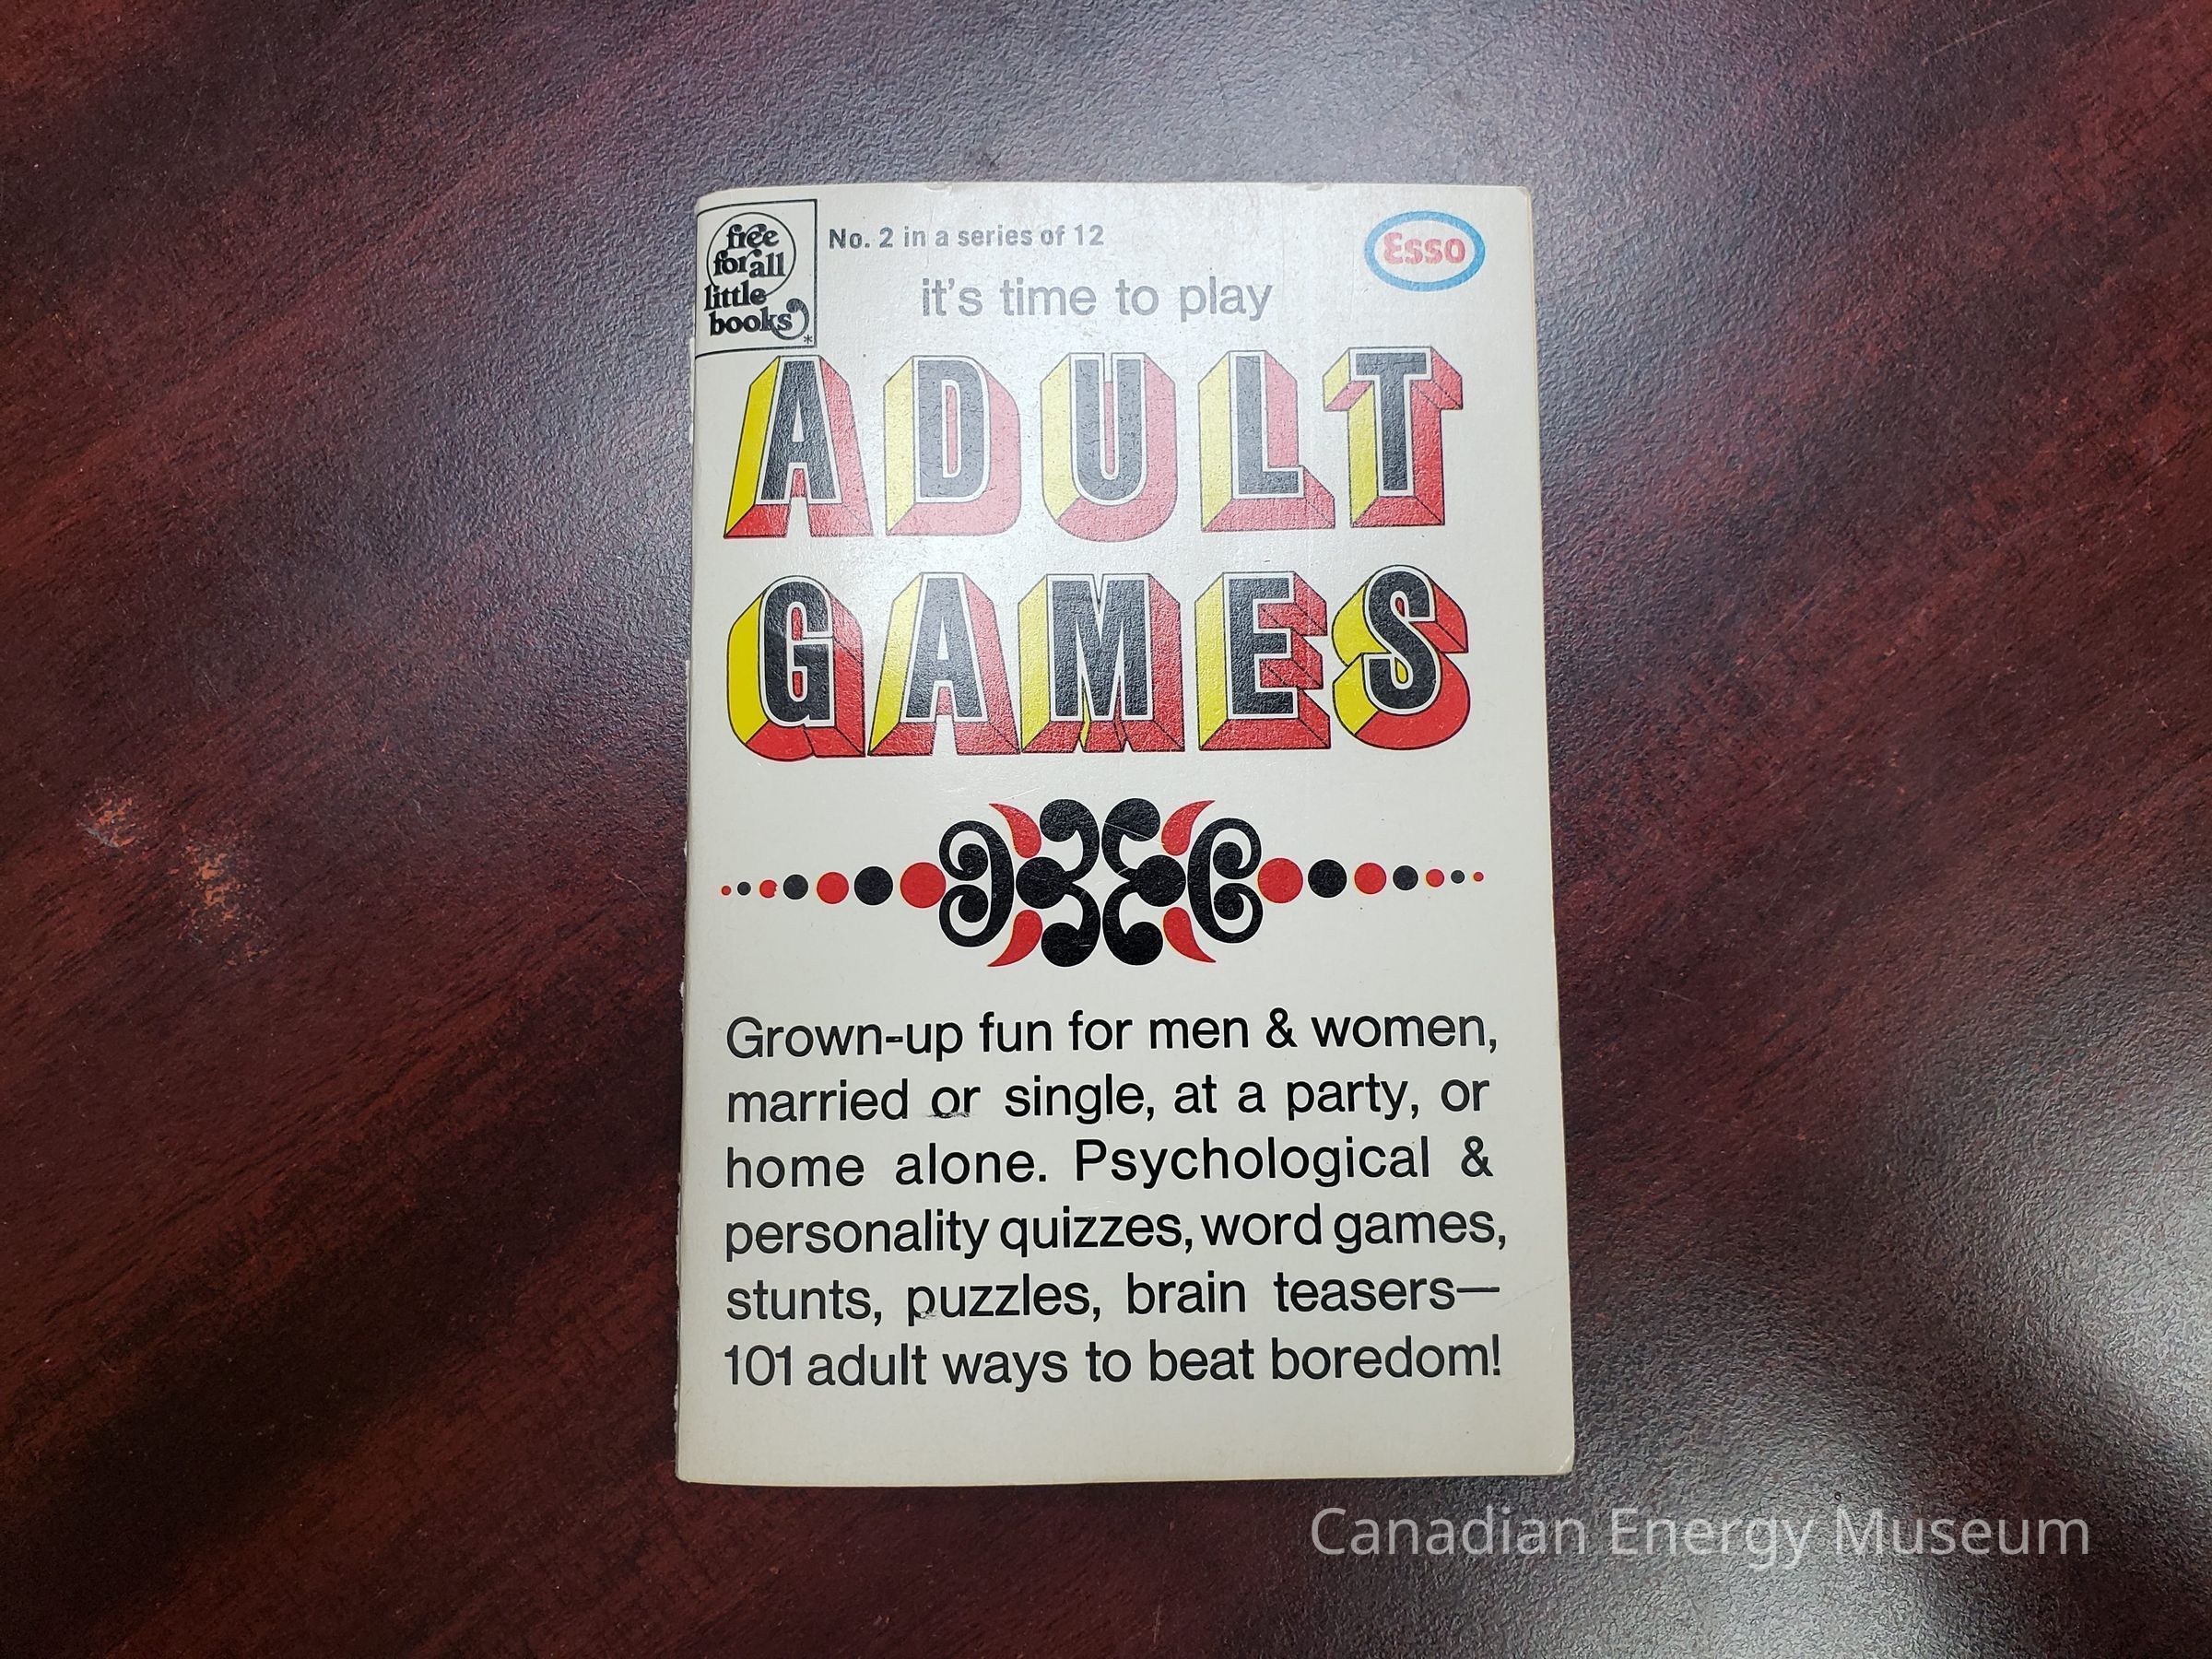 free
for all
little
books
*
No. 2 in a series of 12
Esso
it's time to play
ADULT
GAMES
Grown-up fun for men & women,
married or single, at a party, or
home alone. Psychological &
personality quizzes, word games,
stunts, puzzles, brain teasers—
101 adult ways to beat boredom!
Canadian Energy Museum